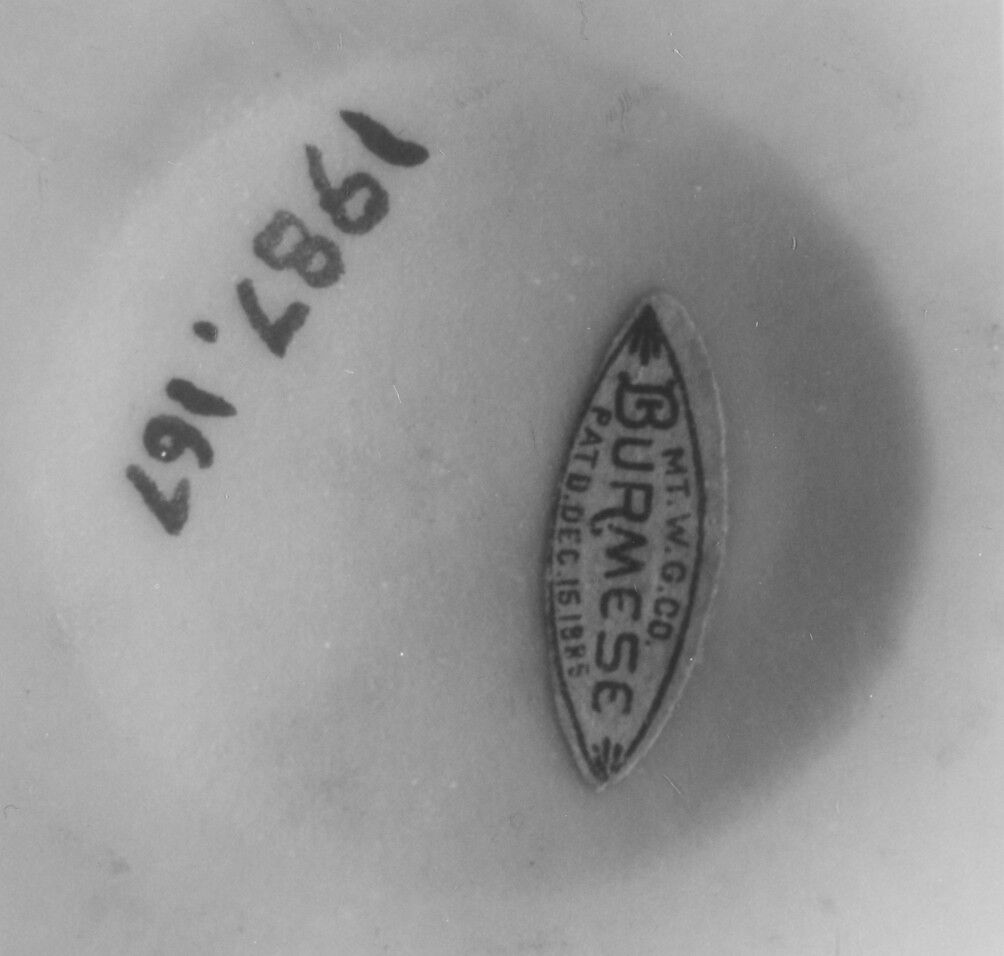 1987.167
MT. W. G. CO.
BURMESE
PAT'D. DEC. 15 1885